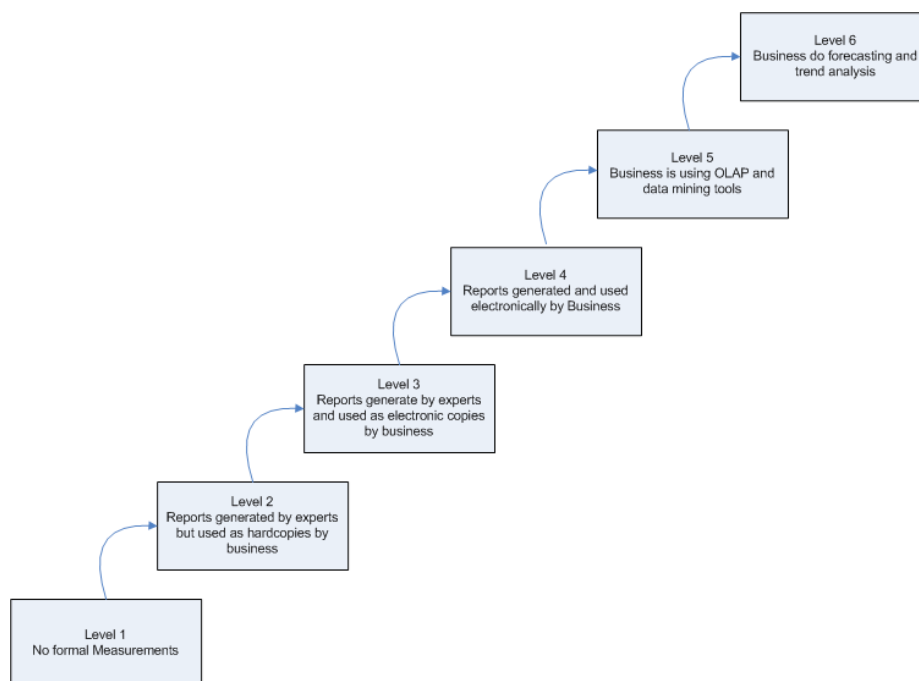 Level 6
Business do forecasting and
trend analysis
Level 5
Business is using OLAP and
data mining tools
Level 4
Reports generated and used
electronically by Business
Level 3
Reports generate by experts
and used as electronic copies
by business
Level 2
Reports generated by experts
but used as hardcopies by
business
Level 1
No formal Measurements